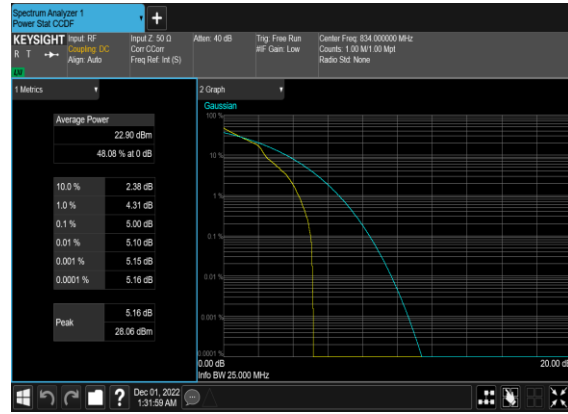 Spectrum Analyzer 1
Power Stat CCDF
KEYSIGHT
R T
LXI
Input: RF
Coupling: DC
Align: Auto
Input Z: 50 Ω
Corr CCorr
Freq Ref: Int (S)
Atten: 40 dB
Trig: Free Run
#IF Gain: Low
Center Freq: 834.000000 MHz
Counts: 1.00 M/1.00 Mpt
Radio Std: None
1 Metrics
Average Power
22.90 dBm
48.08 % at 0 dB
10.0 % 2.38 dB
1.0 % 4.31 dB
0.1 % 5.00 dB
0.01 % 5.10 dB
0.001 % 5.15 dB
0.0001 % 5.16 dB
Peak
5.16 dB
28.06 dBm
2 Graph
Gaussian
100 %
10 %
1 %
0.1 %
0.01 %
0.001 %
0.0001 %
0.00 dB
20.00 dB
Info BW 25.000 MHz
?
Dec 01, 2022
1:31:59 AM